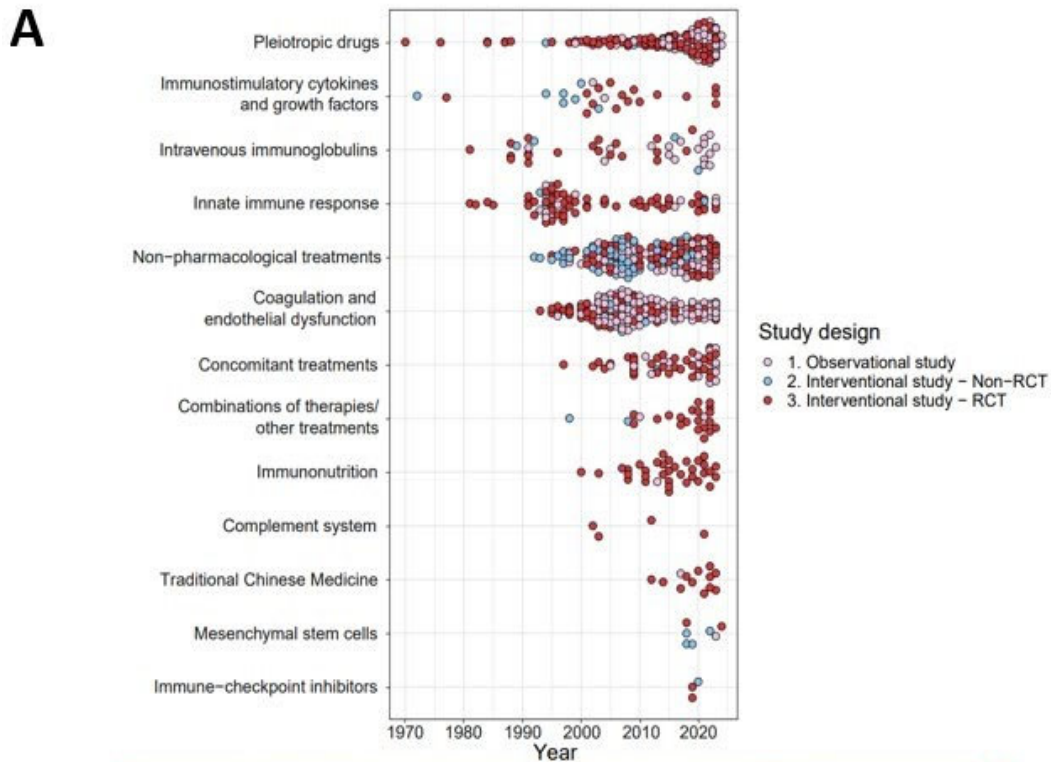 A
Pleiotropic drugs
Immunostimulatory cytokines
and growth factors
Intravenous immunoglobulins
Innate immune response
Non−pharmacological treatments
Coagulation and
endothelial dysfunction
Concomitant treatments
Combinations of therapies/
other treatments
Immunonutrition
Complement system
Traditional Chinese Medicine
Mesenchymal stem cells
Immune−checkpoint inhibitors
1970 1980 1990 2000 2010 2020
Year
Study design
1. Observational study
2. Interventional study − Non−RCT
3. Interventional study − RCT